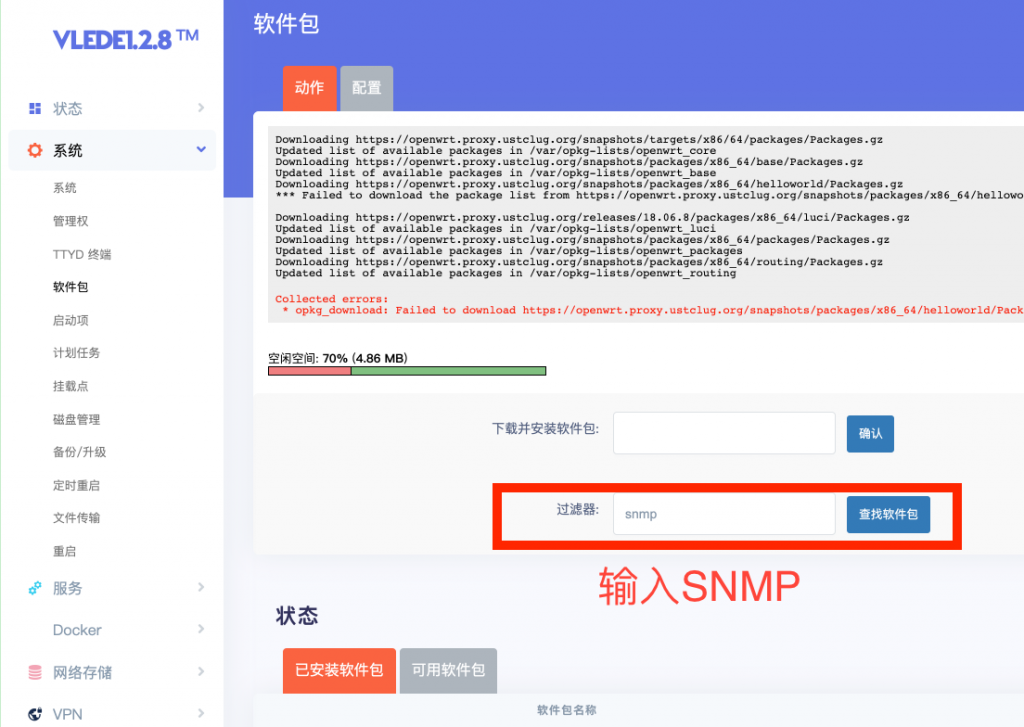 VLEDE1.2.8 ™
状态
系统
系统
管理权
TTYD 终端
软件包
启动项
计划任务
挂载点
磁盘管理
备份/升级
定时重启
文件传输
重启
服务
Docker
网络存储
VPN
软件包
动作
配置
Downloading https://openwrt.proxy.ustclug.org/snapshots/targets/x86/64/packages/Packages.gz
Updated list of available packages in /var/opkg-lists/openwrt_core
Downloading https://openwrt.proxy.ustclug.org/snapshots/packages/x86_64/base/Packages.gz
Updated list of available packages in /var/opkg-lists/openwrt_base
Downloading https://openwrt.proxy.ustclug.org/snapshots/packages/x86_64/helloworld/Packages.gz
*** Failed to download the package list from https://openwrt.proxy.ustclug.org/snapshots/packages/x86_64/hellowo
Downloading https://openwrt.proxy.ustclug.org/releases/18.06.8/packages/x86_64/luci/Packages.gz
Updated list of available packages in /var/opkg-lists/openwrt_luci
Downloading https://openwrt.proxy.ustclug.org/snapshots/packages/x86_64/packages/Packages.gz
Updated list of available packages in /var/opkg-lists/openwrt_packages
Downloading https://openwrt.proxy.ustclug.org/snapshots/packages/x86_64/routing/Packages.gz
Updated list of available packages in /var/opkg-lists/openwrt_routing
Collected errors:
* opkg_download: Failed to download https://openwrt.proxy.ustclug.org/snapshots/packages/x86_64/helloworld/Pack
空闲空间: 70% (4.86 MB)
下载并安装软件包:
确认
过滤器:
snmp
查找软件包
输入SNMP
状态
已安装软件包
可用软件包
软件包名称